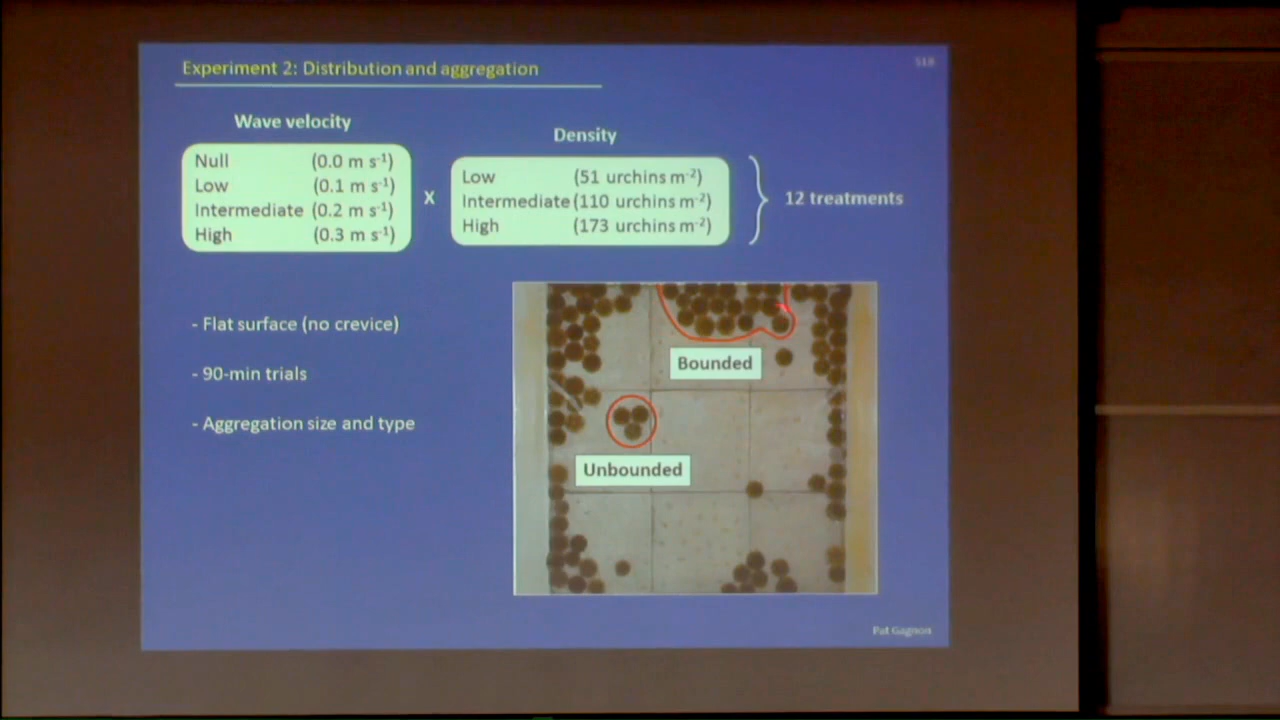 Experiment 2: Distribution and aggregation
S18
Wave velocity
Null (0.0 m s⁻¹)
Low (0.1 m s⁻¹)
Intermediate (0.2 m s⁻¹)
High (0.3 m s⁻¹)
X
Density
Low (51 urchins m⁻²)
Intermediate (110 urchins m⁻²)
High (173 urchins m⁻²)
12 treatments
- Flat surface (no crevice)
- 90-min trials
- Aggregation size and type
Bounded
Unbounded
Pat Gagnon